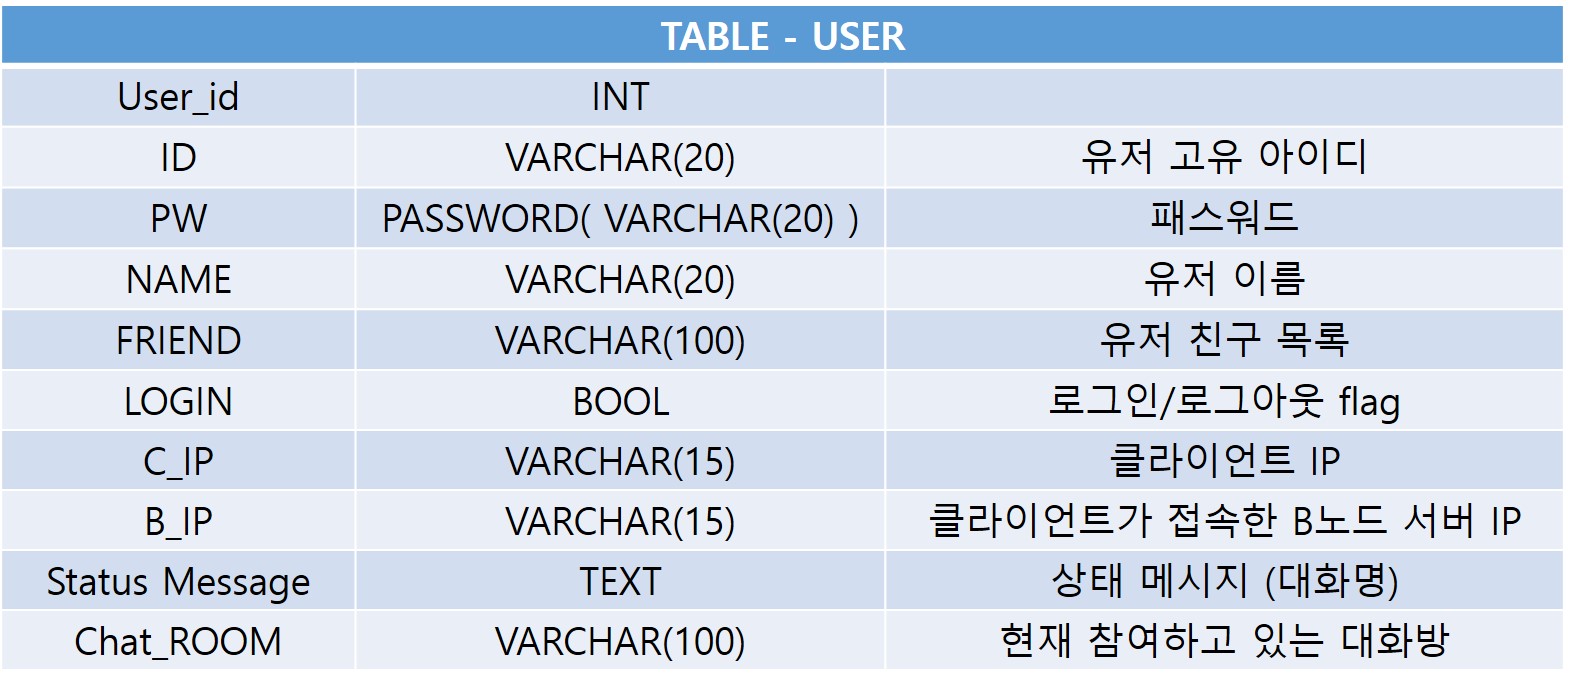 TABLE - USER
User_id INT
ID VARCHAR(20) 유저 고유 아이디
PW PASSWORD( VARCHAR(20) ) 패스워드
NAME VARCHAR(20) 유저 이름
FRIEND VARCHAR(100) 유저 친구 목록
LOGIN BOOL 로그인/로그아웃 flag
C_IP VARCHAR(15) 클라이언트 IP
B_IP VARCHAR(15) 클라이언트가 접속한 B노드 서버 IP
Status Message TEXT 상태 메시지 (대화명)
Chat_ROOM VARCHAR(100) 현재 참여하고 있는 대화방